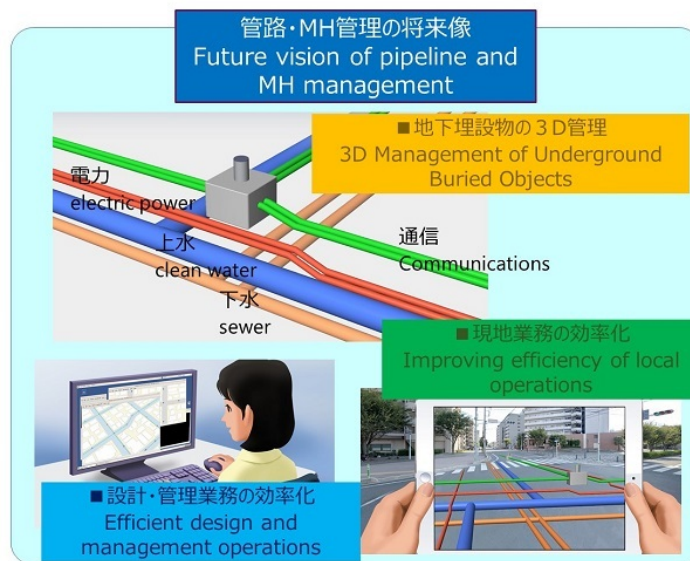 管路・MH管理の将来像
Future vision of pipeline and
MH management
■地下埋設物の３D管理
3D Management of Underground
Buried Objects
電力
electric power
上水
clean water
通信
Communications
下水
sewer
■現地業務の効率化
Improving efficiency of local
operations
■設計・管理業務の効率化
Efficient design and
management operations